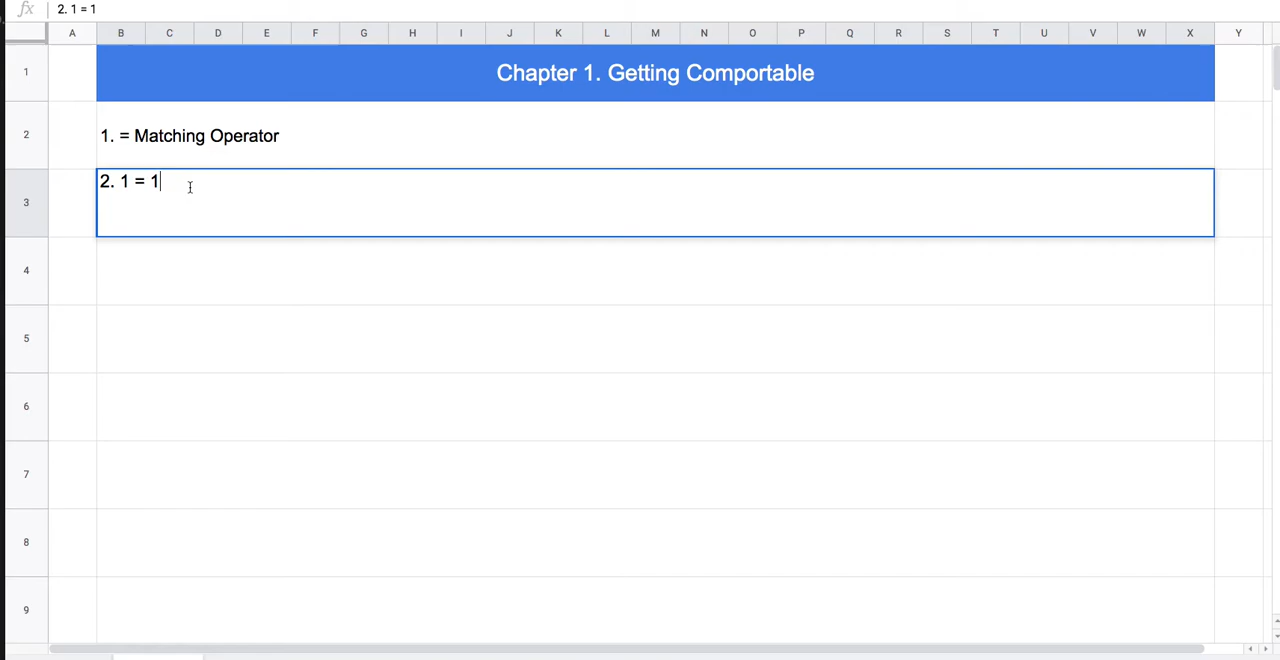 fx 2. 1 = 1
A B C D E F G H I J K L M N O P Q R S T U V W X Y
1 Chapter 1. Getting Comportable
2 1. = Matching Operator
3 2. 1 = 1
4
5
6
7
8
9